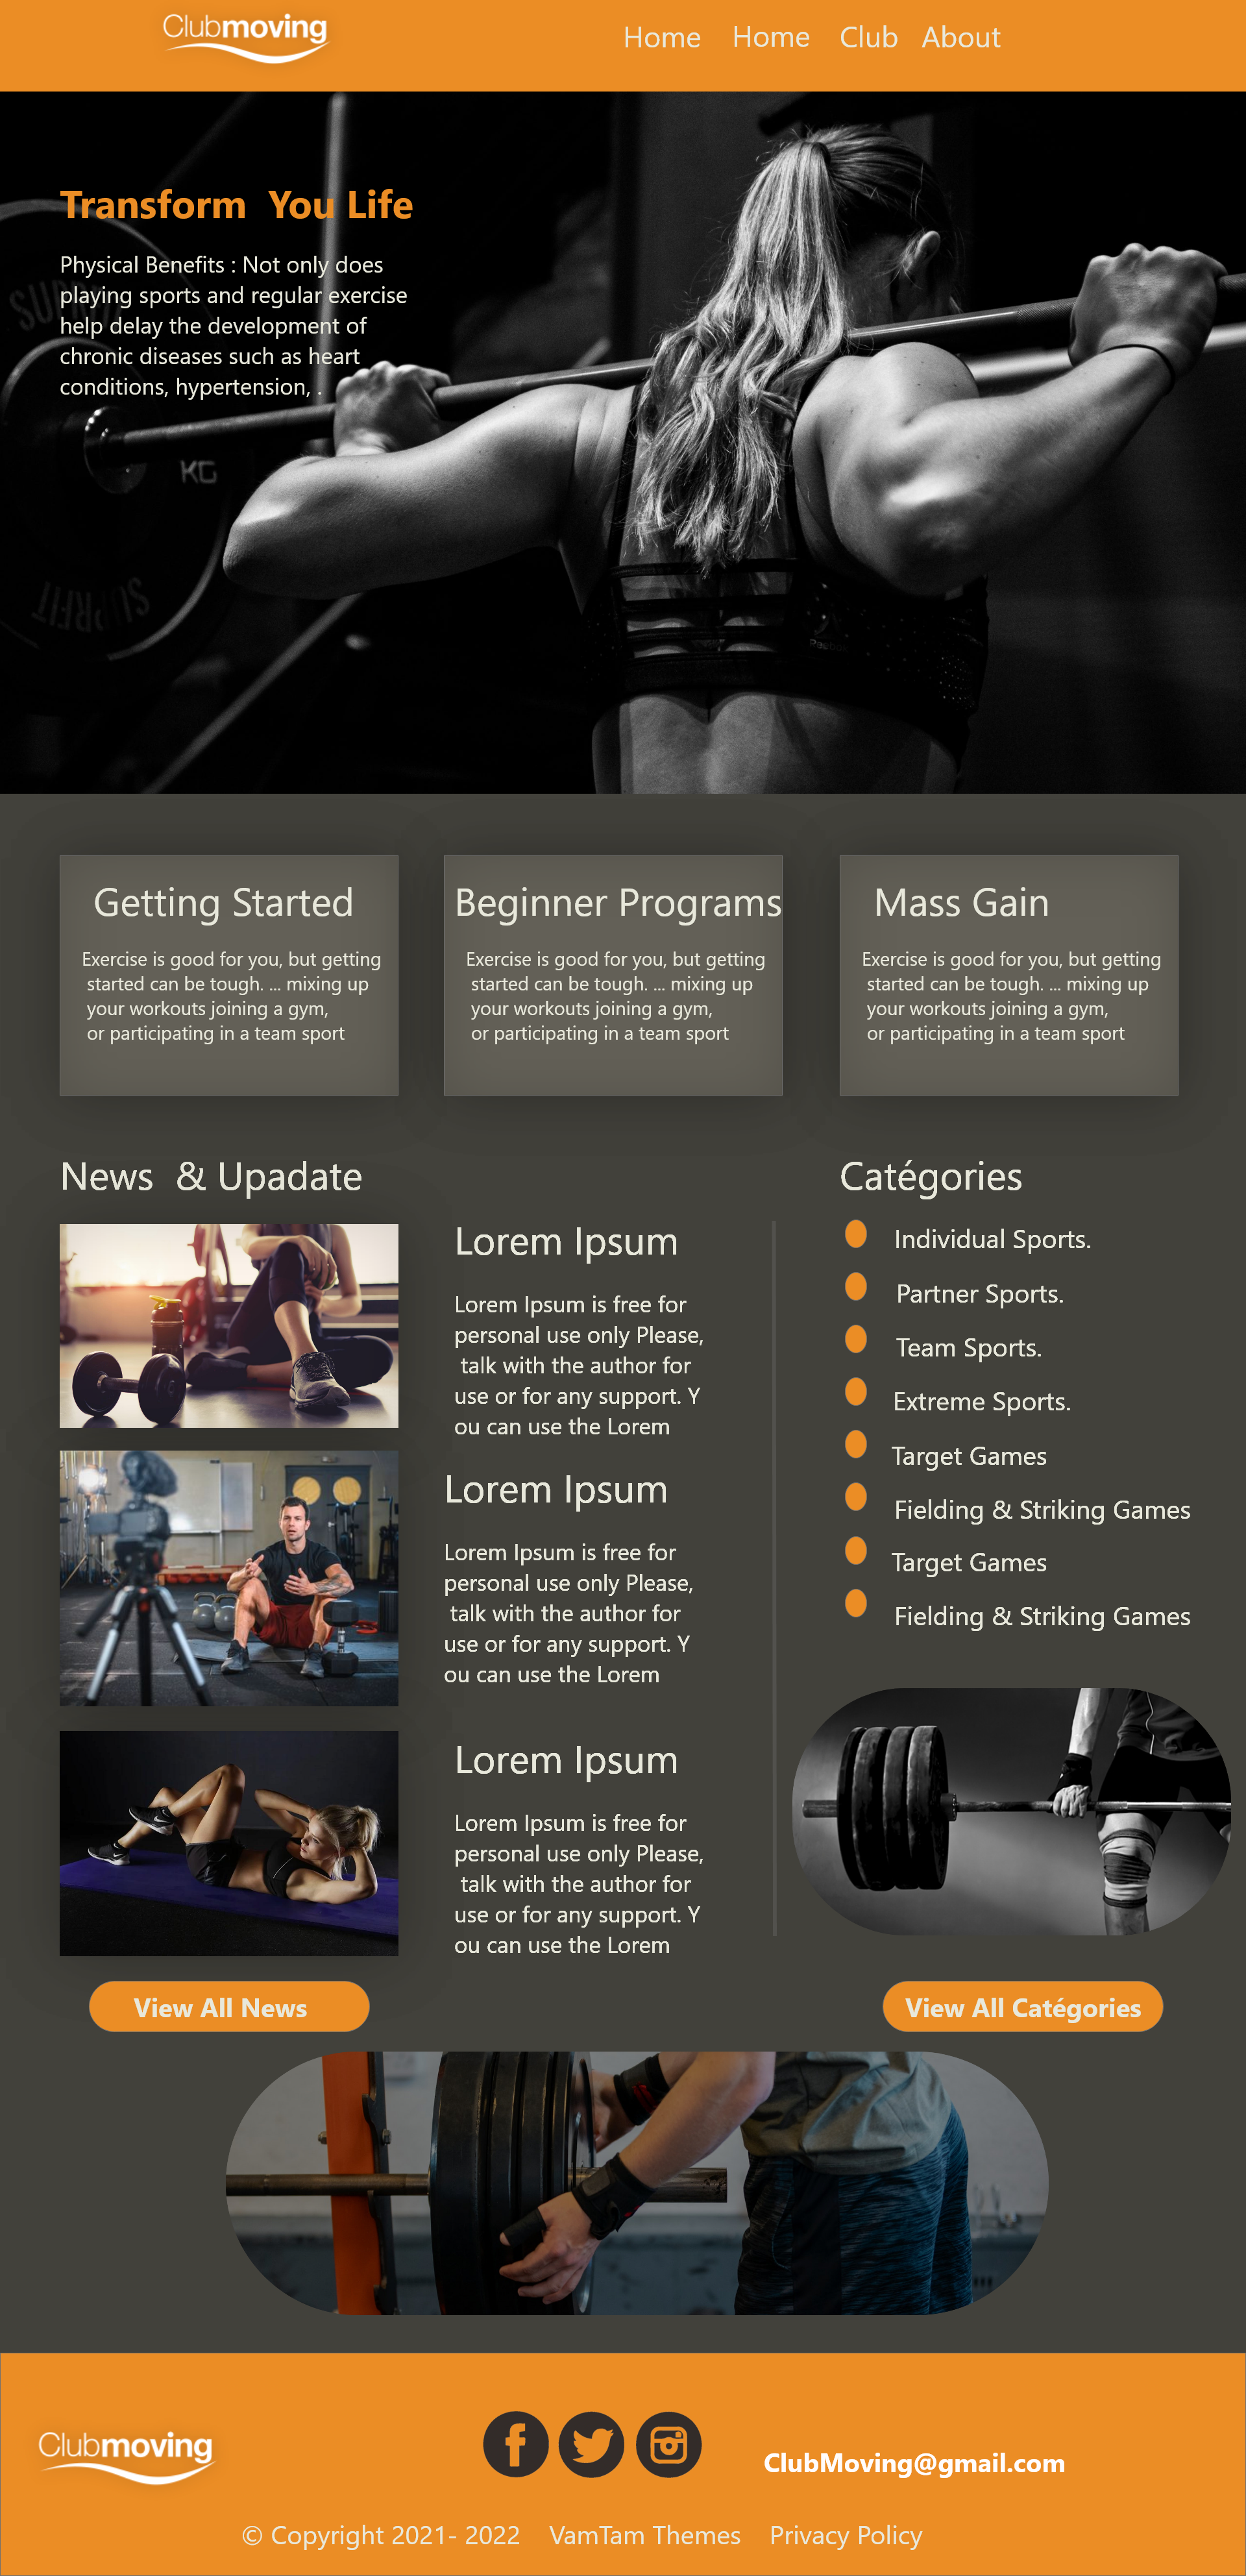 Clubmoving
Home Home Club About
Transform You Life
Physical Benefits : Not only does
playing sports and regular exercise
help delay the development of
chronic diseases such as heart
conditions, hypertension, .
KG
SUPRFIT
Getting Started
Exercise is good for you, but getting
started can be tough. ... mixing up
your workouts joining a gym,
or participating in a team sport
Beginner Programs
Exercise is good for you, but getting
started can be tough. ... mixing up
your workouts joining a gym,
or participating in a team sport
Mass Gain
Exercise is good for you, but getting
started can be tough. ... mixing up
your workouts joining a gym,
or participating in a team sport
News & Upadate
Lorem Ipsum
Lorem Ipsum is free for
personal use only Please,
talk with the author for
use or for any support. Y
ou can use the Lorem
Lorem Ipsum
Lorem Ipsum is free for
personal use only Please,
talk with the author for
use or for any support. Y
ou can use the Lorem
Lorem Ipsum
Lorem Ipsum is free for
personal use only Please,
talk with the author for
use or for any support. Y
ou can use the Lorem
View All News
Catégories
Individual Sports.
Partner Sports.
Team Sports.
Extreme Sports.
Target Games
Fielding & Striking Games
Target Games
Fielding & Striking Games
View All Catégories
Clubmoving
ClubMoving@gmail.com
© Copyright 2021- 2022 VamTam Themes Privacy Policy